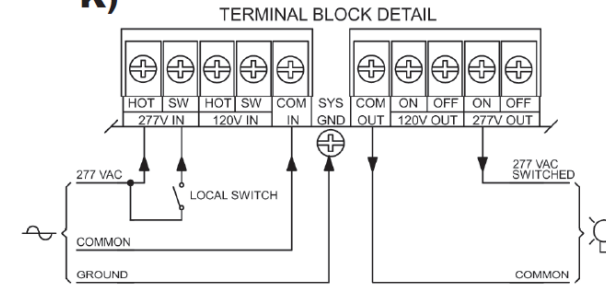 K)
TERMINAL BLOCK DETAIL
HOT SW HOT SW COM SYS COM ON OFF ON OFF
277V IN 120V IN IN GND OUT 120V OUT 277V OUT
277 VAC
277 VAC
SWITCHED
LOCAL SWITCH
COMMON
GROUND
COMMON